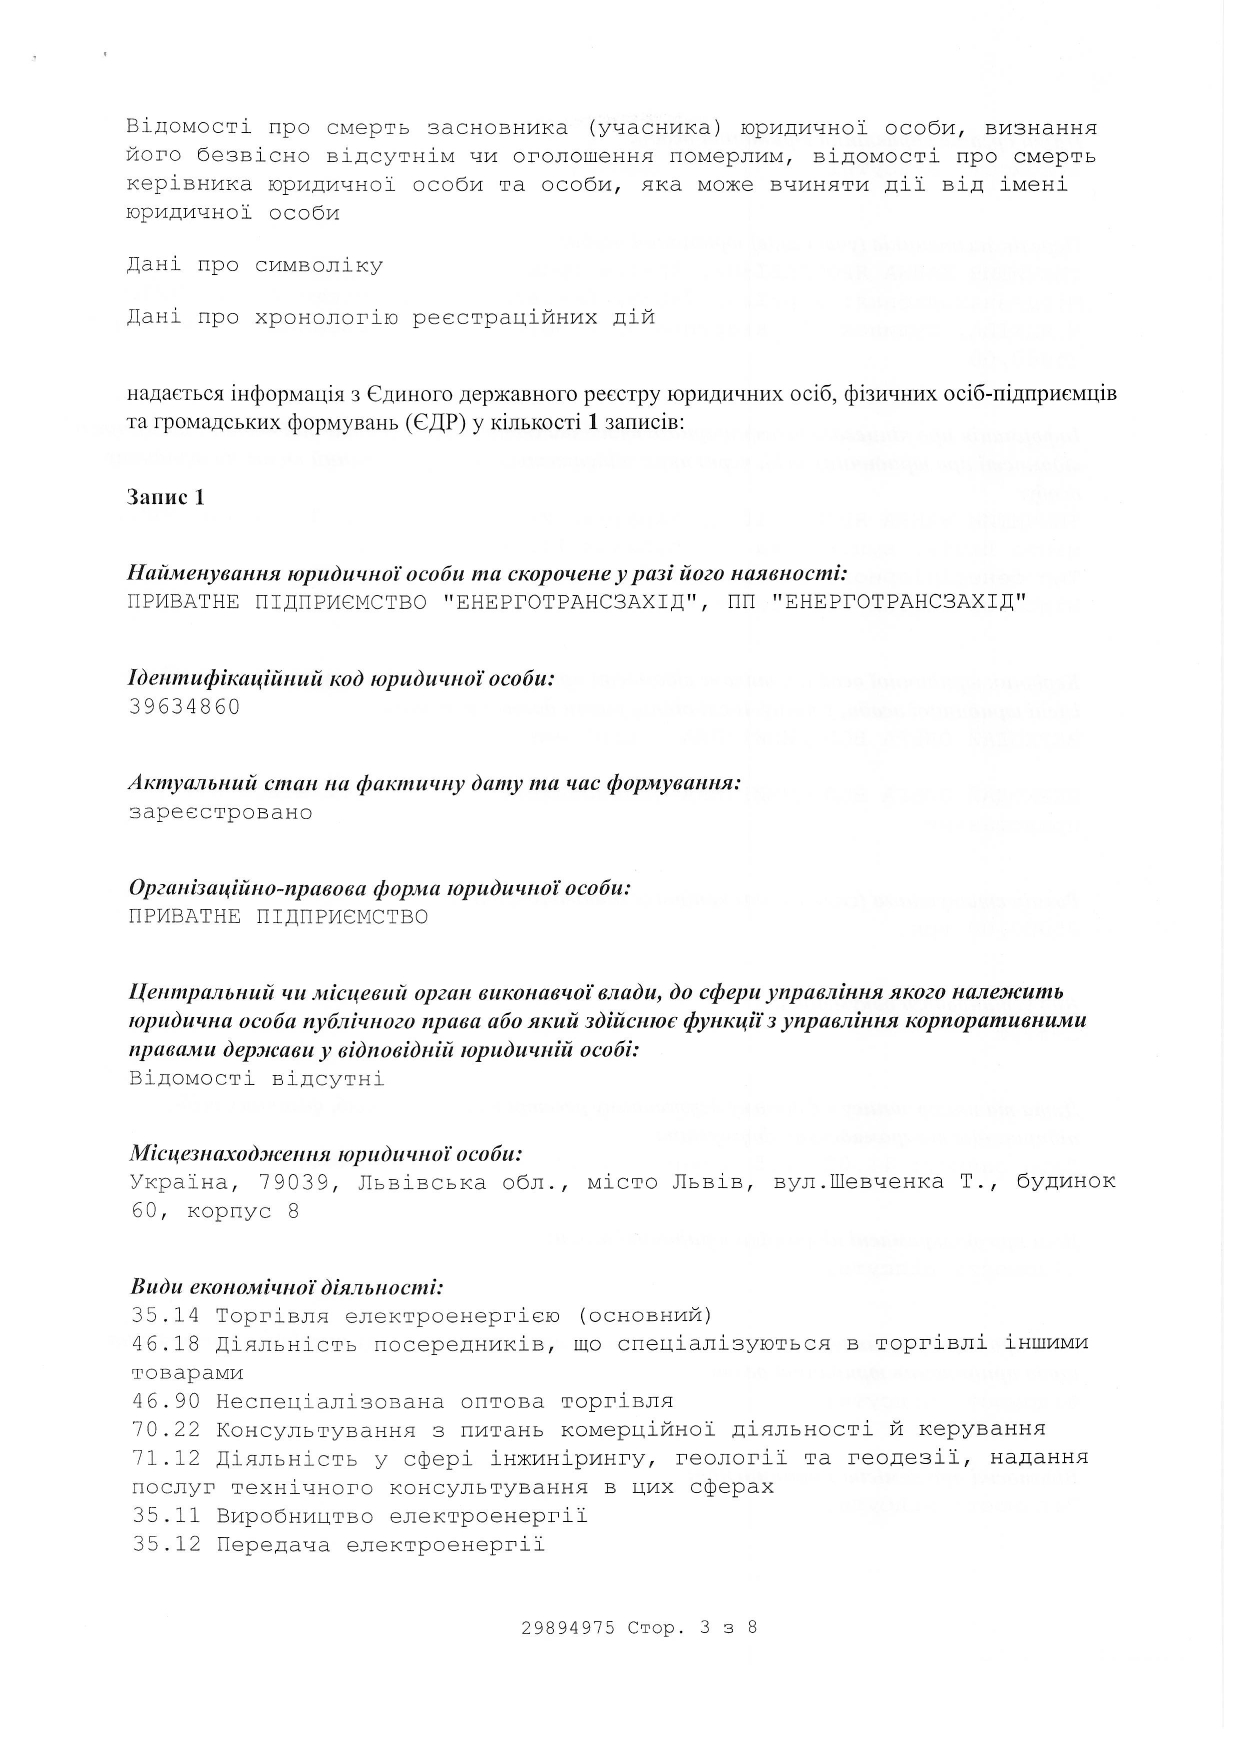 Відомості про смерть засновника (учасника) юридичної особи, визнання
його безвісно відсутнім чи оголошення померлим, відомості про смерть
керівника юридичної особи та особи, яка може вчиняти дії від імені
юридичної особи
Дані про символіку
Дані про хронологію реєстраційних дій
надається інформація з Єдиного державного реєстру юридичних осіб, фізичних осіб-підприємців
та громадських формувань (ЄДР) у кількості 1 записів:
Запис 1
Найменування юридичної особи та скорочене у разі його наявності:
ПРИВАТНЕ ПІДПРИЄМСТВО "ЕНЕРГОТРАНСЗАХІД", ПП "ЕНЕРГОТРАНСЗАХІД"
Ідентифікаційний код юридичної особи:
39634860
Актуальний стан на фактичну дату та час формування:
зареєстровано
Організаційно-правова форма юридичної особи:
ПРИВАТНЕ ПІДПРИЄМСТВО
Центральний чи місцевий орган виконавчої влади, до сфери управління якого належить
юридична особа публічного права або який здійснює функції з управління корпоративними
правами держави у відповідній юридичній особі:
Відомості відсутні
Місцезнаходження юридичної особи:
Україна, 79039, Львівська обл., місто Львів, вул.Шевченка Т., будинок
60, корпус 8
Види економічної діяльності:
35.14 Торгівля електроенергією (основний)
46.18 Діяльність посередників, що спеціалізуються в торгівлі іншими
товарами
46.90 Неспеціалізована оптова торгівля
70.22 Консультування з питань комерційної діяльності й керування
71.12 Діяльність у сфері інжинірингу, геології та геодезії, надання
послуг технічного консультування в цих сферах
35.11 Виробництво електроенергії
35.12 Передача електроенергії
29894975 Стор. 3 з 8